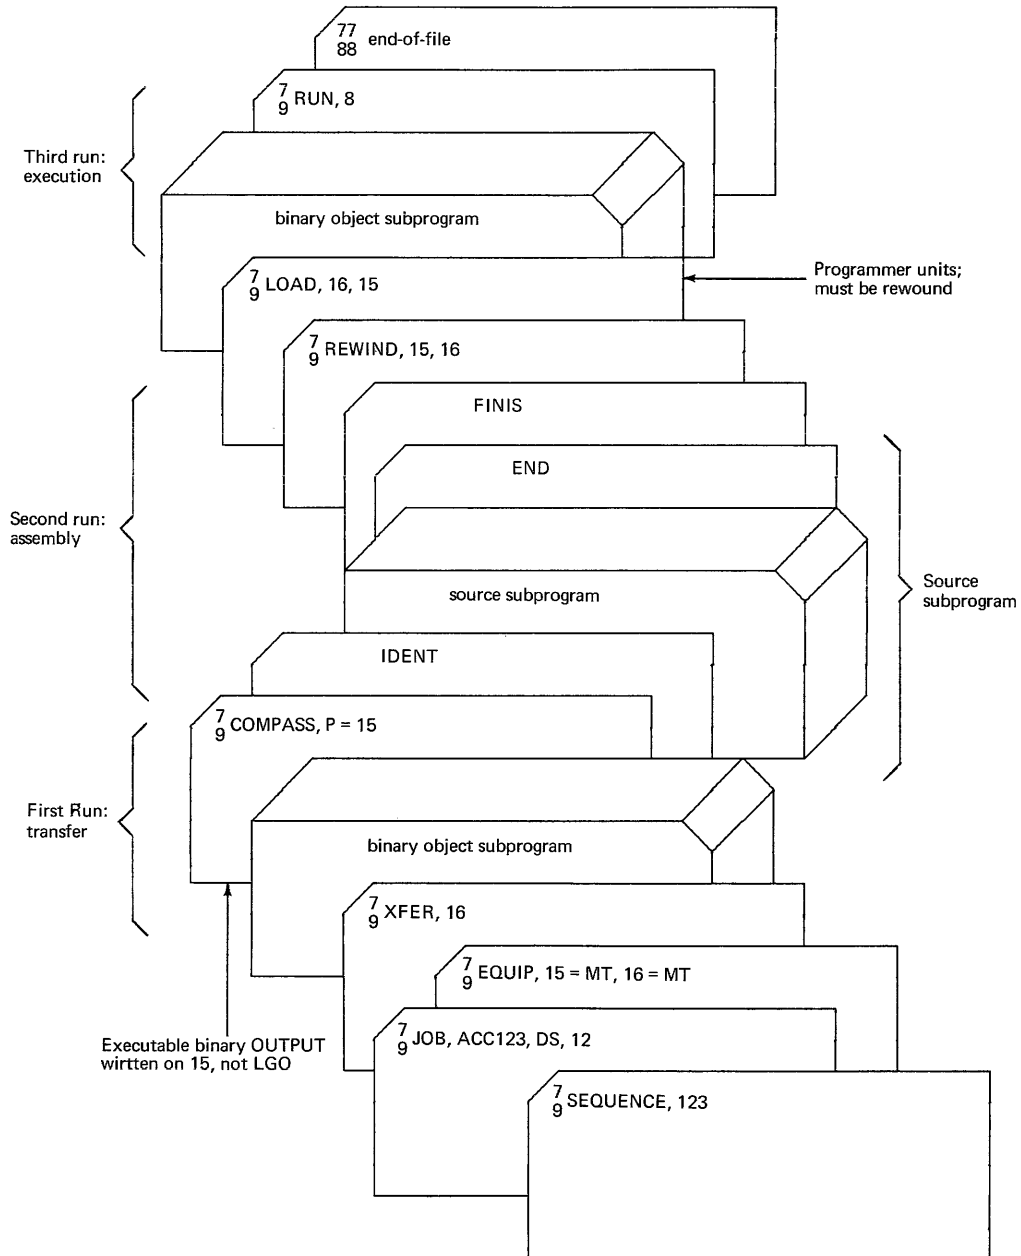 77
88 end-of-file
7
9 RUN, 8
Third run:
execution
binary object subprogram
7
9 LOAD, 16, 15
Programmer units;
must be rewound
7
9 REWIND, 15, 16
FINIS
END
Second run:
assembly
source subprogram
Source
subprogram
IDENT
7
9 COMPASS, P = 15
First Run:
transfer
binary object subprogram
7
9 XFER, 16
7
9 EQUIP, 15 = MT, 16 = MT
Executable binary OUTPUT
wirtten on 15, not LGO
7
9 JOB, ACC123, DS, 12
7
9 SEQUENCE, 123